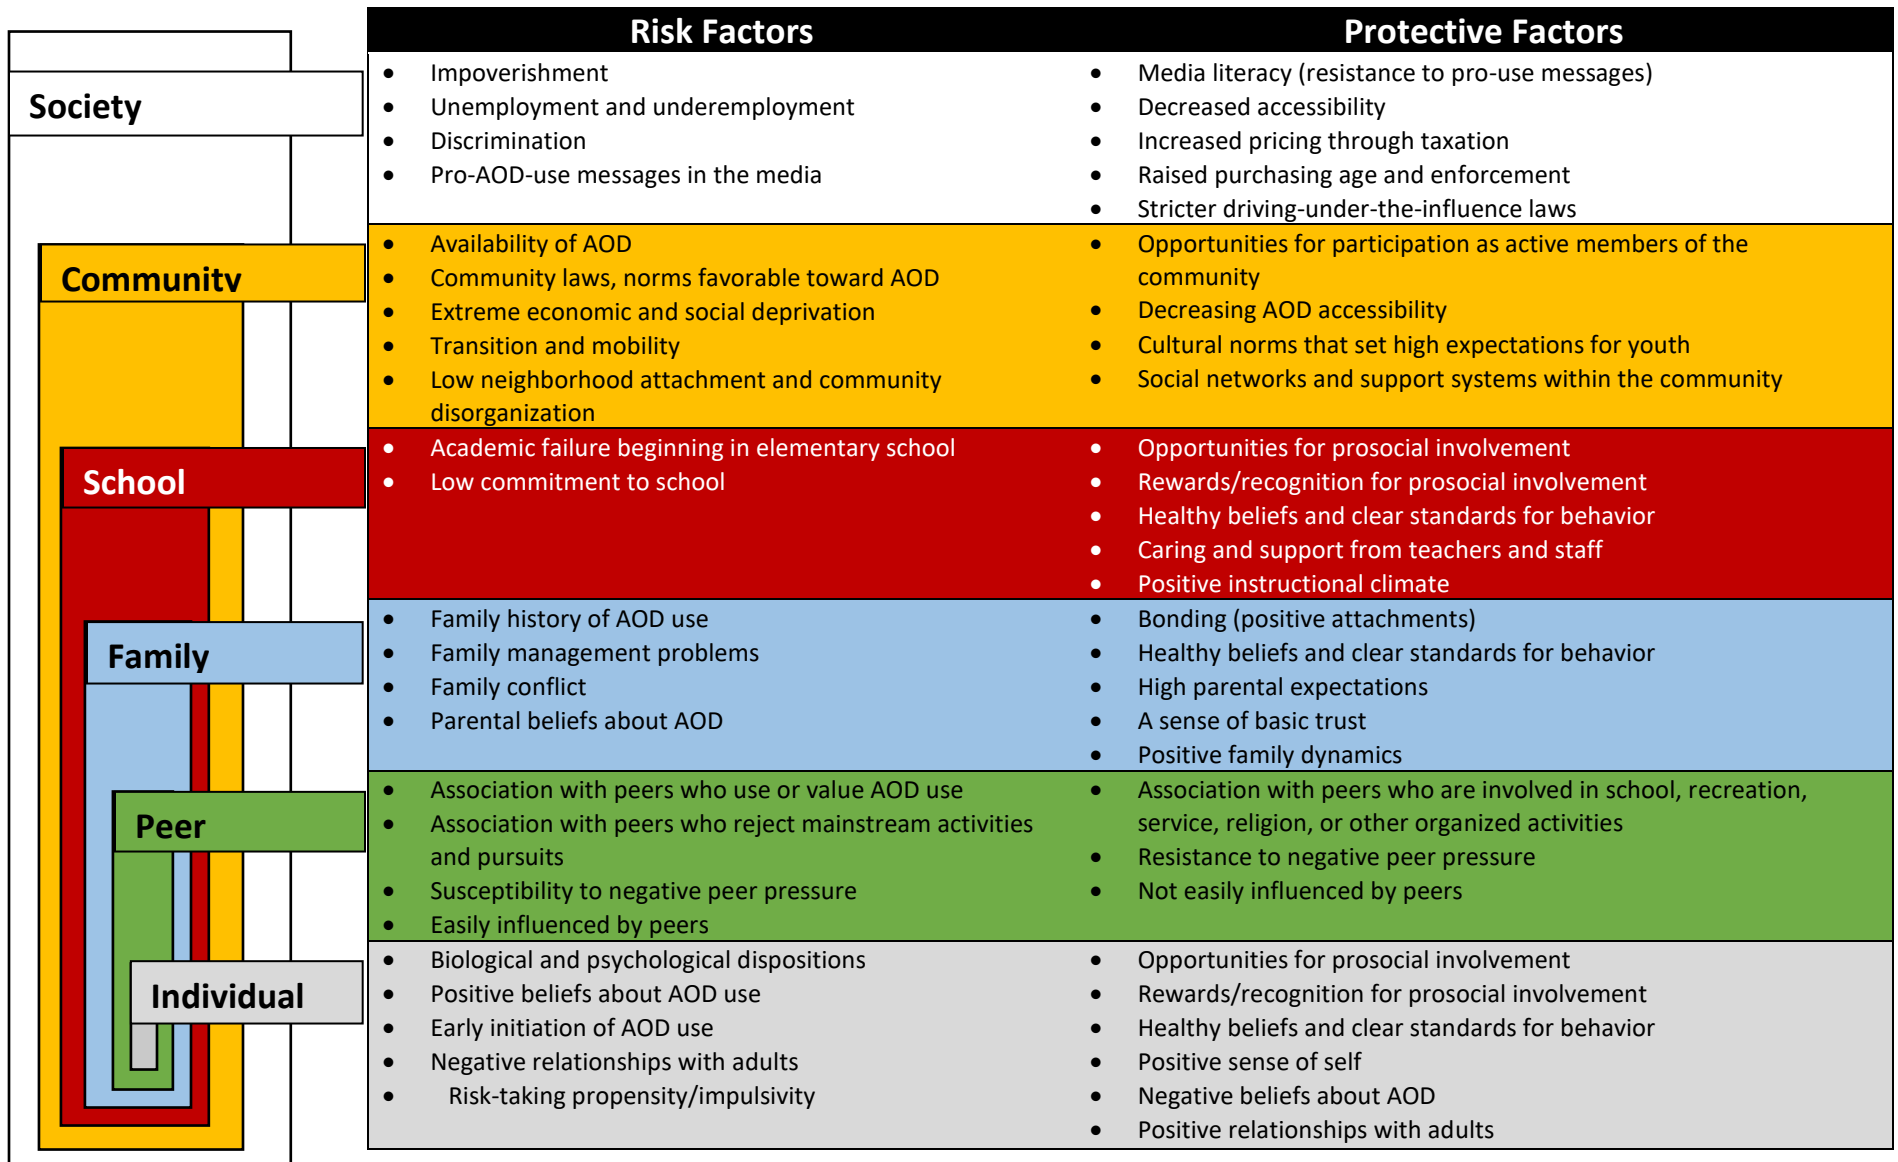 Risk Factors
Protective Factors
Society
• Impoverishment
• Unemployment and underemployment
• Discrimination
• Pro-AOD-use messages in the media
• Media literacy (resistance to pro-use messages)
• Decreased accessibility
• Increased pricing through taxation
• Raised purchasing age and enforcement
• Stricter driving-under-the-influence laws
Community
• Availability of AOD
• Community laws, norms favorable toward AOD
• Extreme economic and social deprivation
• Transition and mobility
• Low neighborhood attachment and community
disorganization
• Opportunities for participation as active members of the
community
• Decreasing AOD accessibility
• Cultural norms that set high expectations for youth
• Social networks and support systems within the community
School
• Academic failure beginning in elementary school
• Low commitment to school
• Opportunities for prosocial involvement
• Rewards/recognition for prosocial involvement
• Healthy beliefs and clear standards for behavior
• Caring and support from teachers and staff
• Positive instructional climate
Family
• Family history of AOD use
• Family management problems
• Family conflict
• Parental beliefs about AOD
• Bonding (positive attachments)
• Healthy beliefs and clear standards for behavior
• High parental expectations
• A sense of basic trust
• Positive family dynamics
Peer
• Association with peers who use or value AOD use
• Association with peers who reject mainstream activities
and pursuits
• Susceptibility to negative peer pressure
• Easily influenced by peers
• Association with peers who are involved in school, recreation,
service, religion, or other organized activities
• Resistance to negative peer pressure
• Not easily influenced by peers
Individual
• Biological and psychological dispositions
• Positive beliefs about AOD use
• Early initiation of AOD use
• Negative relationships with adults
• Risk-taking propensity/impulsivity
• Opportunities for prosocial involvement
• Rewards/recognition for prosocial involvement
• Healthy beliefs and clear standards for behavior
• Positive sense of self
• Negative beliefs about AOD
• Positive relationships with adults